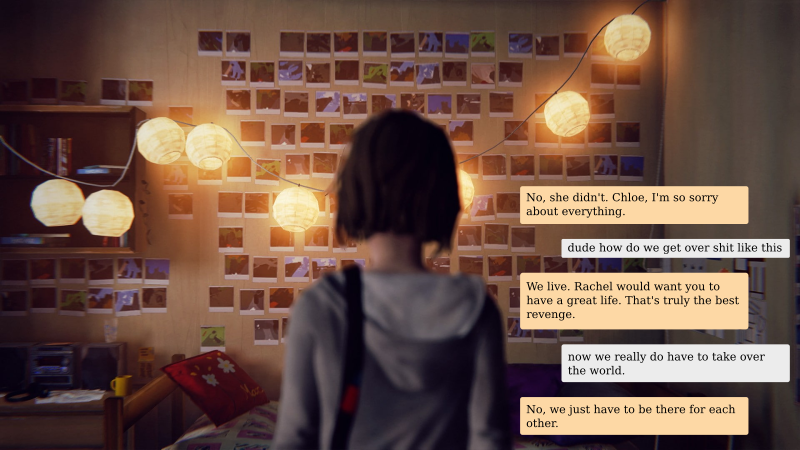 No, she didn't. Chloe, I'm so sorry
about everything.
dude how do we get over shit like this
We live. Rachel would want you to
have a great life. That's truly the best
revenge.
now we really do have to take over
the world.
No, we just have to be there for each
other.